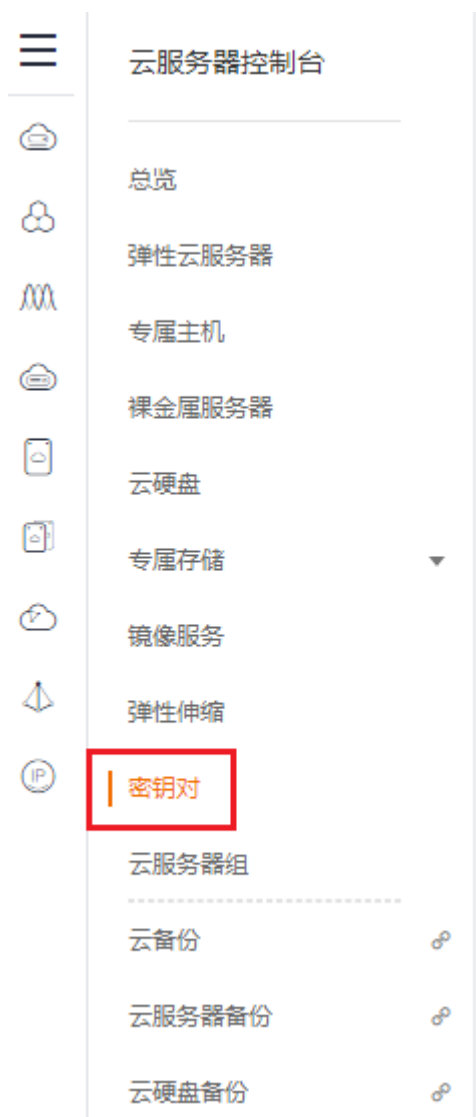 云服务器控制台
总览
弹性云服务器
专属主机
裸金属服务器
云硬盘
专属存储
镜像服务
弹性伸缩
IP
密钥对
云服务器组
云备份
云服务器备份
云硬盘备份